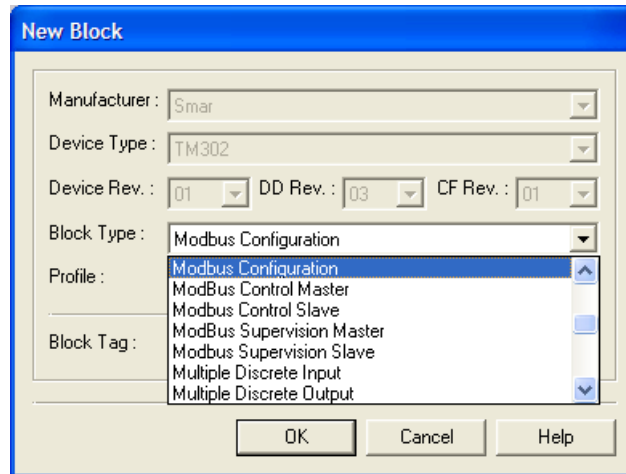 New Block
Manufacturer : Smar
Device Type : TM302
Device Rev. : 01 DD Rev. : 03 CF Rev. : 01
Block Type : Modbus Configuration
Profile :
Modbus Configuration
ModBus Control Master
Modbus Control Slave
ModBus Supervision Master
Modbus Supervision Slave
Multiple Discrete Input
Multiple Discrete Output
Block Tag :
OK Cancel Help